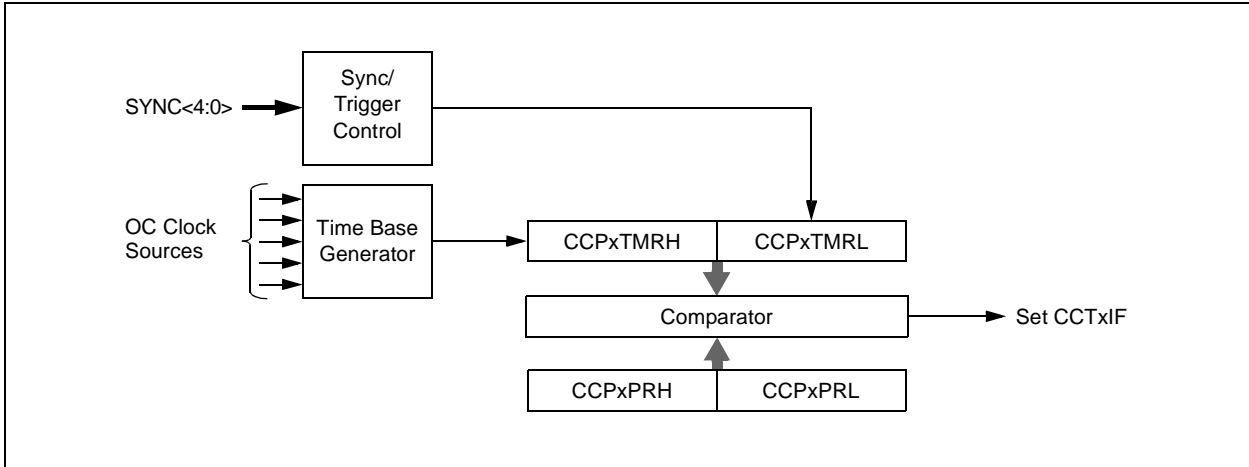 Sync/
Trigger
Control
SYNC<4:0>
OC Clock
Sources
Time Base
Generator
CCPxTMRH
CCPxTMRL
Comparator
Set CCTxIF
CCPxPRH
CCPxPRL